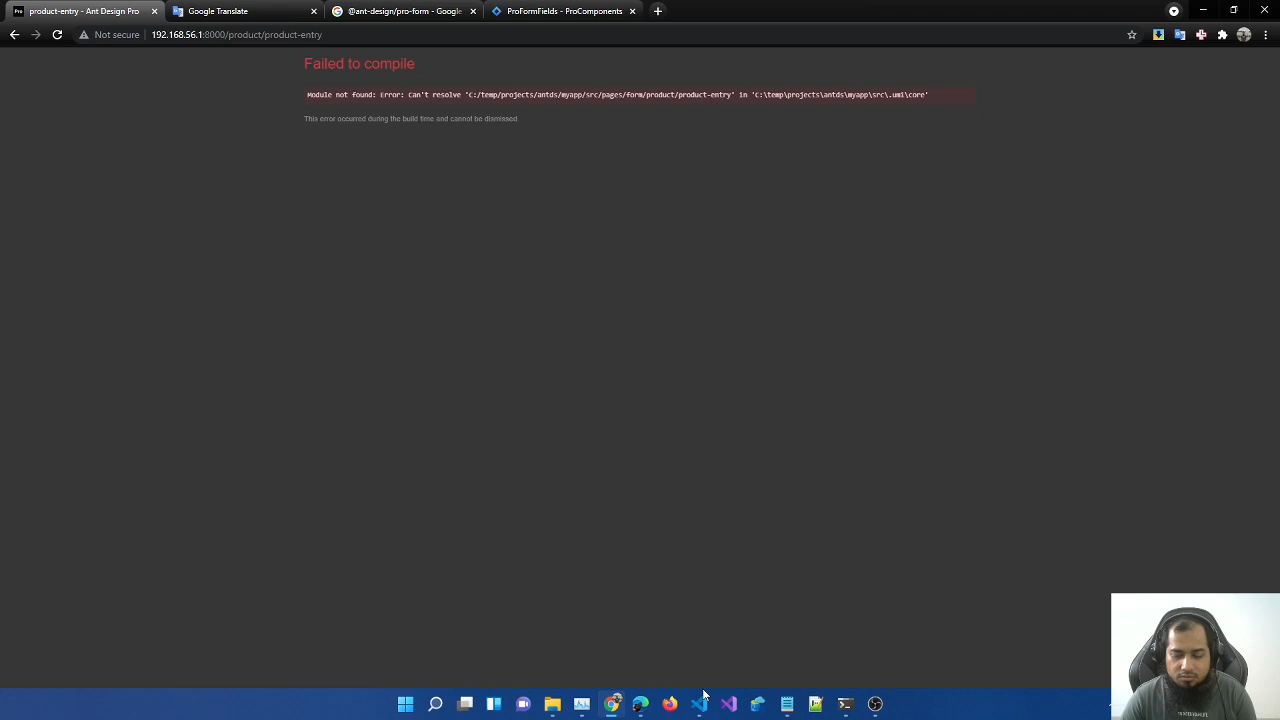 product-entry - Ant Design Pro
Google Translate
@ant-design/pro-form - Google
ProFormFields - ProComponents
Not secure
192.168.56.1:8000/product/product-entry
Failed to compile
Module not found: Error: Can't resolve 'C:/temp/projects/antds/myapp/src/pages/form/product/product-entry' in 'C:\temp\projects\antds\myapp\src\.umi\core'
This error occurred during the build time and cannot be dismissed.